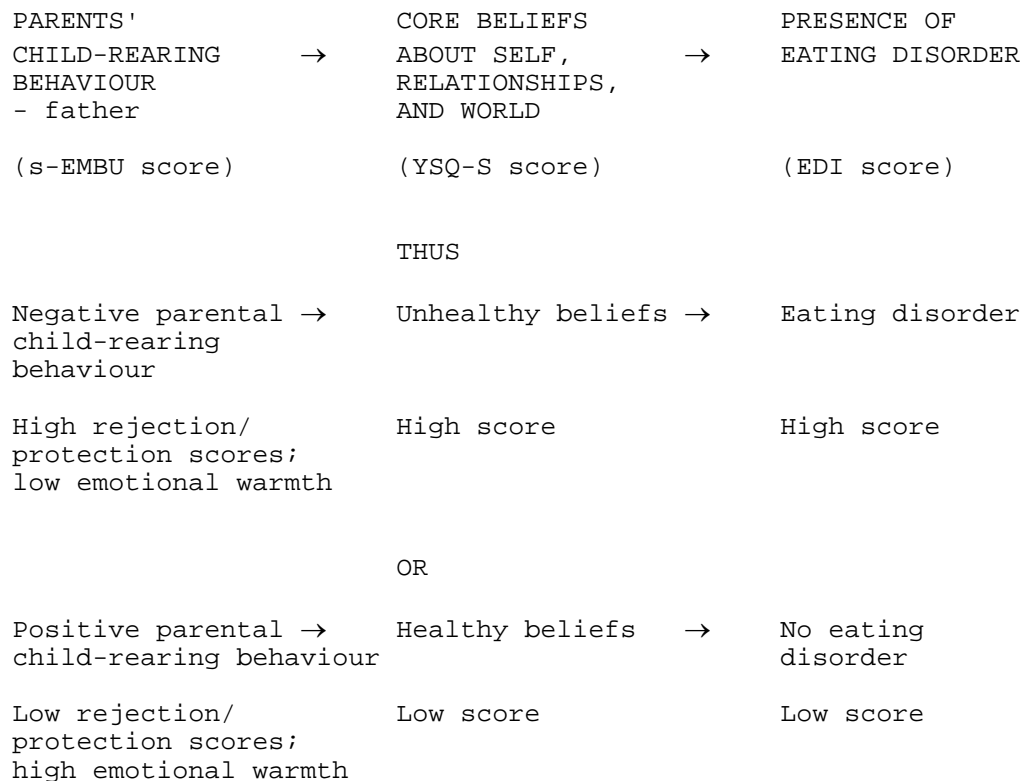 PARENTS' CORE BELIEFS PRESENCE OF
CHILD-REARING → ABOUT SELF, → EATING DISORDER
BEHAVIOUR RELATIONSHIPS,
- father AND WORLD
(s-EMBU score) (YSQ-S score) (EDI score)
THUS
Negative parental → Unhealthy beliefs → Eating disorder
child-rearing
behaviour
High rejection/ High score High score
protection scores;
low emotional warmth
OR
Positive parental → Healthy beliefs → No eating
child-rearing behaviour disorder
Low rejection/ Low score Low score
protection scores;
high emotional warmth